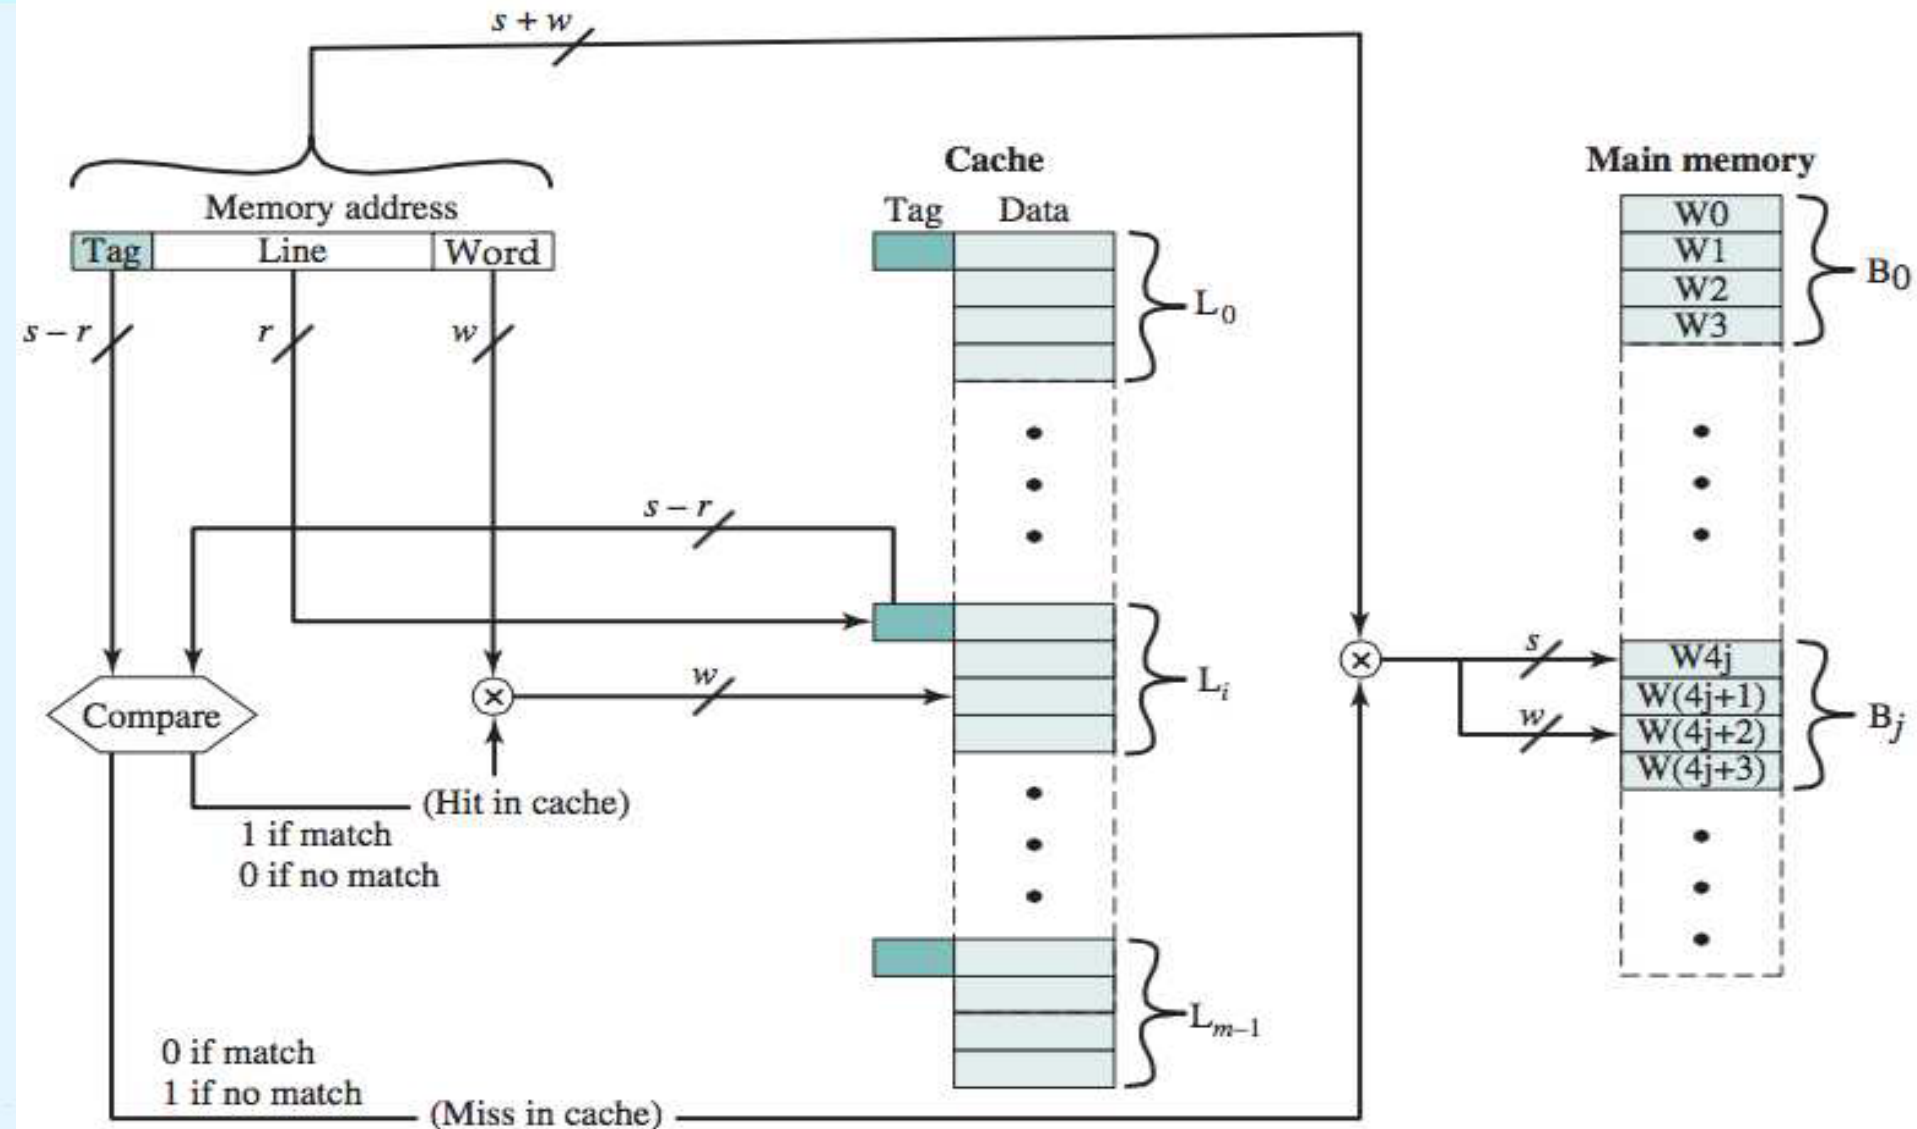 s + w
Cache
Main memory
Memory address
Tag Data
W0
Tag Line Word
W1
B0
W2
L0
W3
s – r
r
w
s – r
s
W4j
w
Li
W(4j+1)
Compare
w
W(4j+2)
Bj
W(4j+3)
(Hit in cache)
1 if match
0 if no match
Lm–1
0 if match
1 if no match
(Miss in cache)